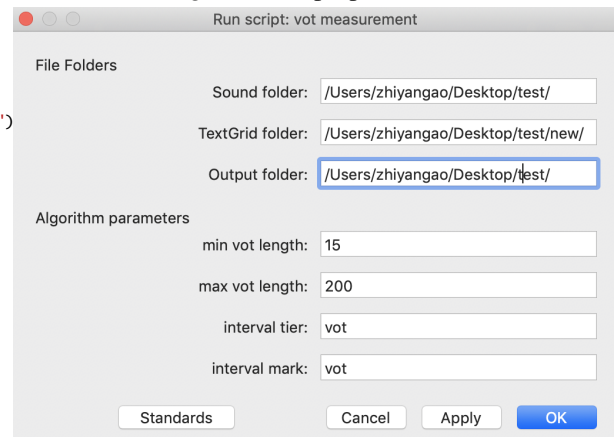 Run script: vot measurement
File Folders
Sound folder: /Users/zhiyangao/Desktop/test/
')
TextGrid folder: /Users/zhiyangao/Desktop/test/new/
Output folder: /Users/zhiyangao/Desktop/test/
Algorithm parameters
min vot length: 15
max vot length: 200
interval tier: vot
interval mark: vot
Standards Cancel Apply OK